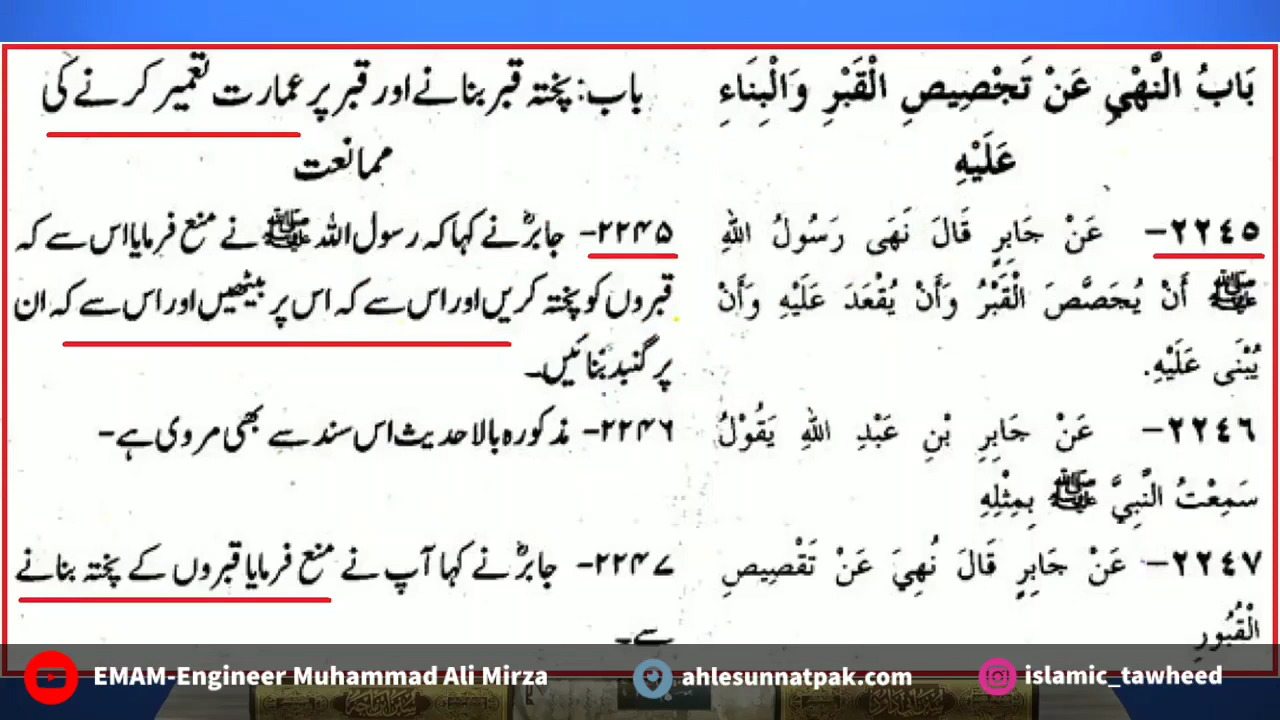 بَابُ النَّهْيِ عَنْ تَجْصِيصِ الْقَبْرِ وَالْبِنَاءِ
عَلَيْهِ
٢٢٤٥- عَنْ جَابِرٍ قَالَ نَهَى رَسُولُ اللهِ
ﷺ أَنْ يُجَصَّصَ الْقَبْرُ وَأَنْ يُقْعَدَ عَلَيْهِ وَأَنْ
يُبْنَى عَلَيْهِ.
٢٢٤٦- عَنْ جَابِرِ بْنِ عَبْدِ اللهِ يَقُوْلُ
سَمِعْتُ النَّبِيَّ ﷺ بِمِثْلِهِ
٢٢٤٧- عَنْ جَابِرٍ قَالَ نُهِيَ عَنْ تَقْصِيصِ
الْقُبُورِ
باب: پختہ قبر بنانے اور قبر پر عمارت تعمیر کرنے کی
ممانعت
۲۲۴۵- جابرؓ نے کہا کہ رسول اللہ ﷺ نے منع فرمایا اس سے کہ
قبروں کو پختہ کریں اور اس سے کہ اس پر بیٹھیں اور اس سے کہ ان
پر گنبد بنائیں۔
۲۲۴۶- مذکورہ بالا حدیث اس سند سے بھی مروی ہے-
۲۲۴۷- جابرؓ نے کہا آپ نے منع فرمایا قبروں کے پختہ بنانے
سے۔
EMAM-Engineer Muhammad Ali Mirza
ahlesunnatpak.com
islamic_tawheed